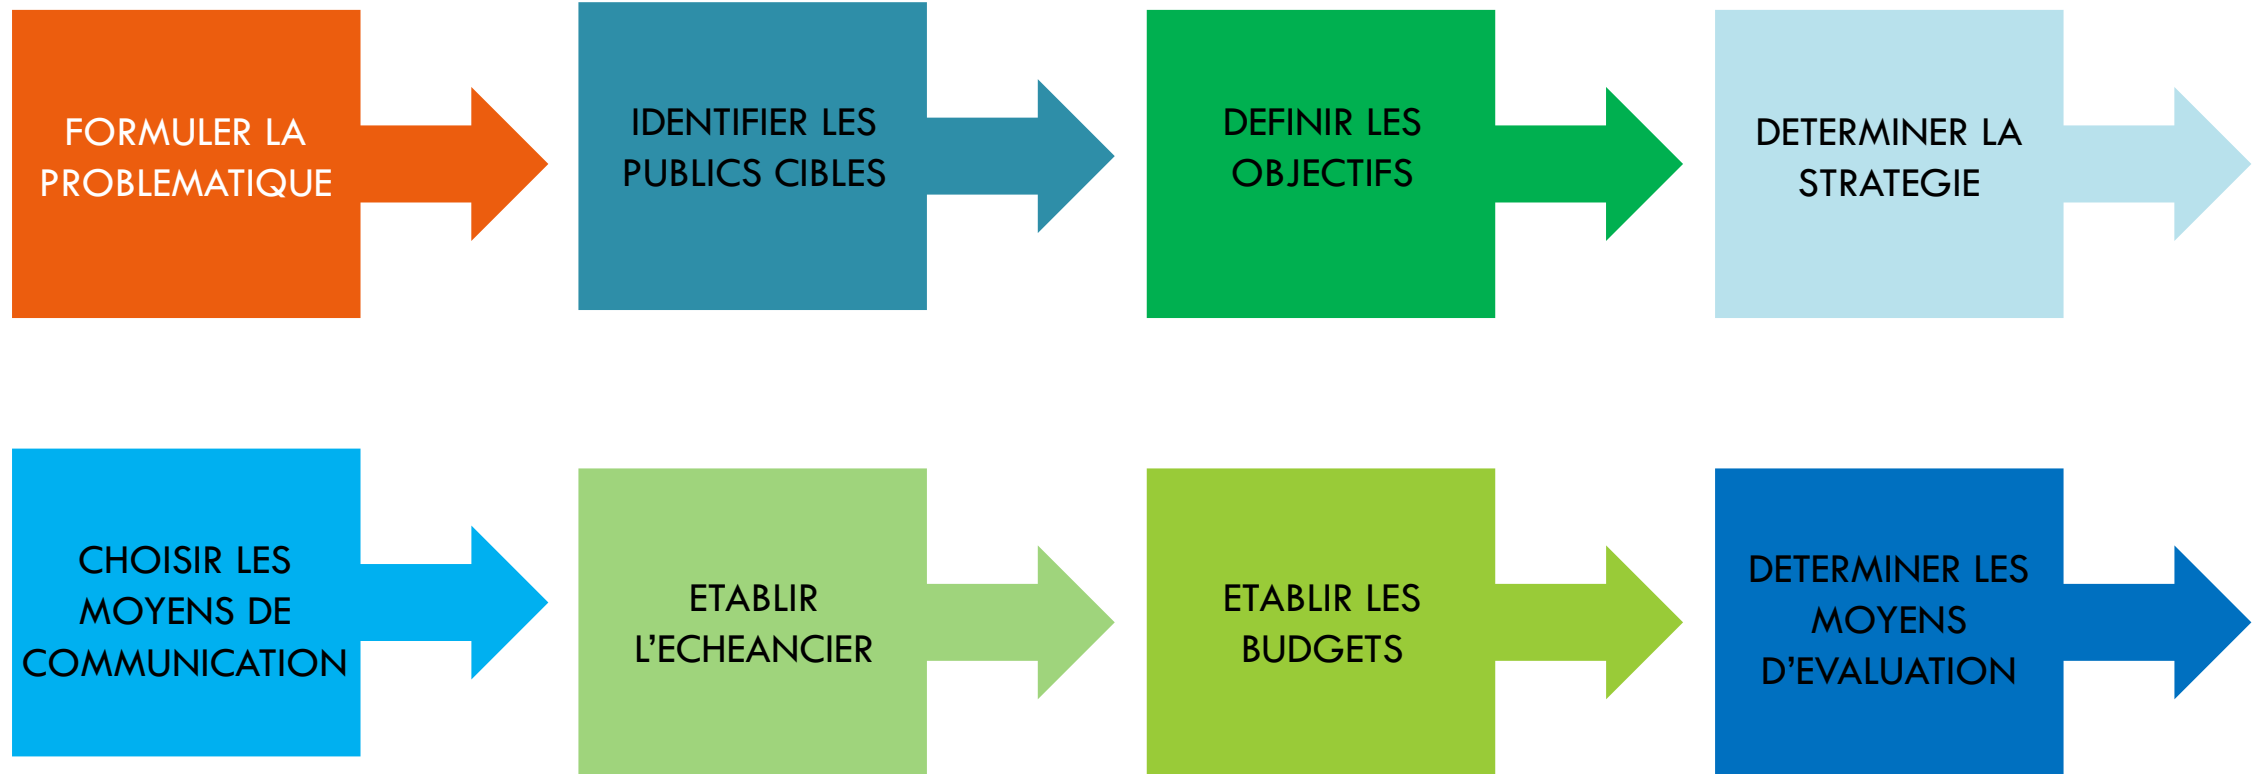 FORMULER LA
PROBLEMATIQUE
IDENTIFIER LES
PUBLICS CIBLES
DEFINIR LES
OBJECTIFS
DETERMINER LA
STRATEGIE
CHOISIR LES
MOYENS DE
COMMUNICATION
ETABLIR
L’ECHEANCIER
ETABLIR LES
BUDGETS
DETERMINER LES
MOYENS
D’EVALUATION